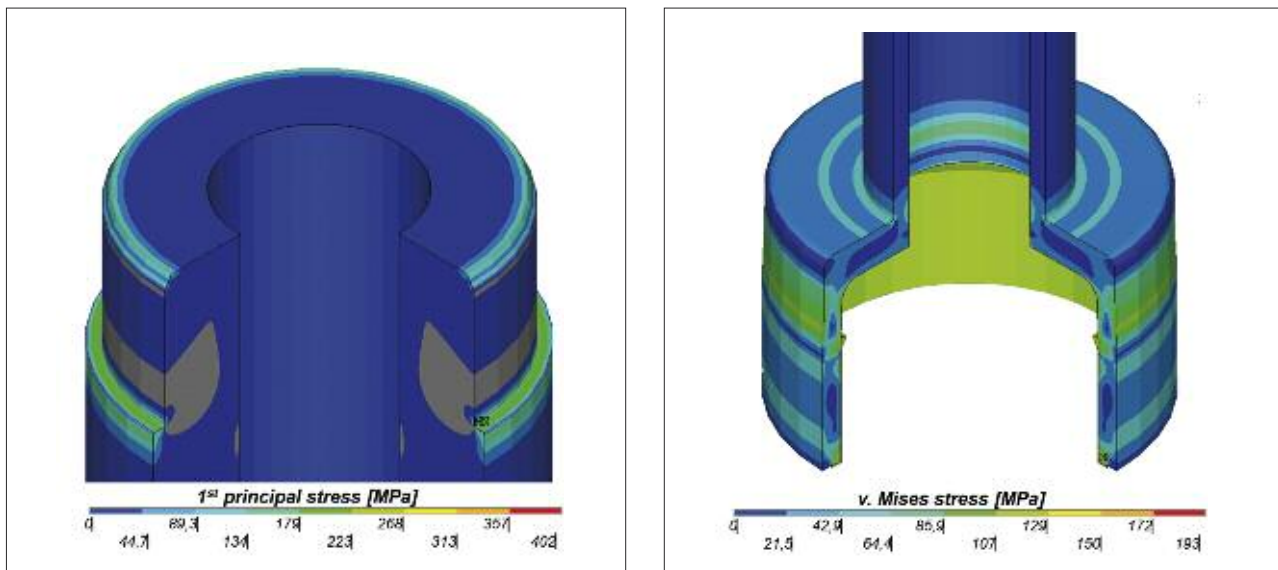 1st principal stress [MPa]
0 89,3 179 268 357
44.7 134 223 313 402
v. Mises stress [MPa]
0 42,9 85,9 129 172
21,5 64,4 107 150 193